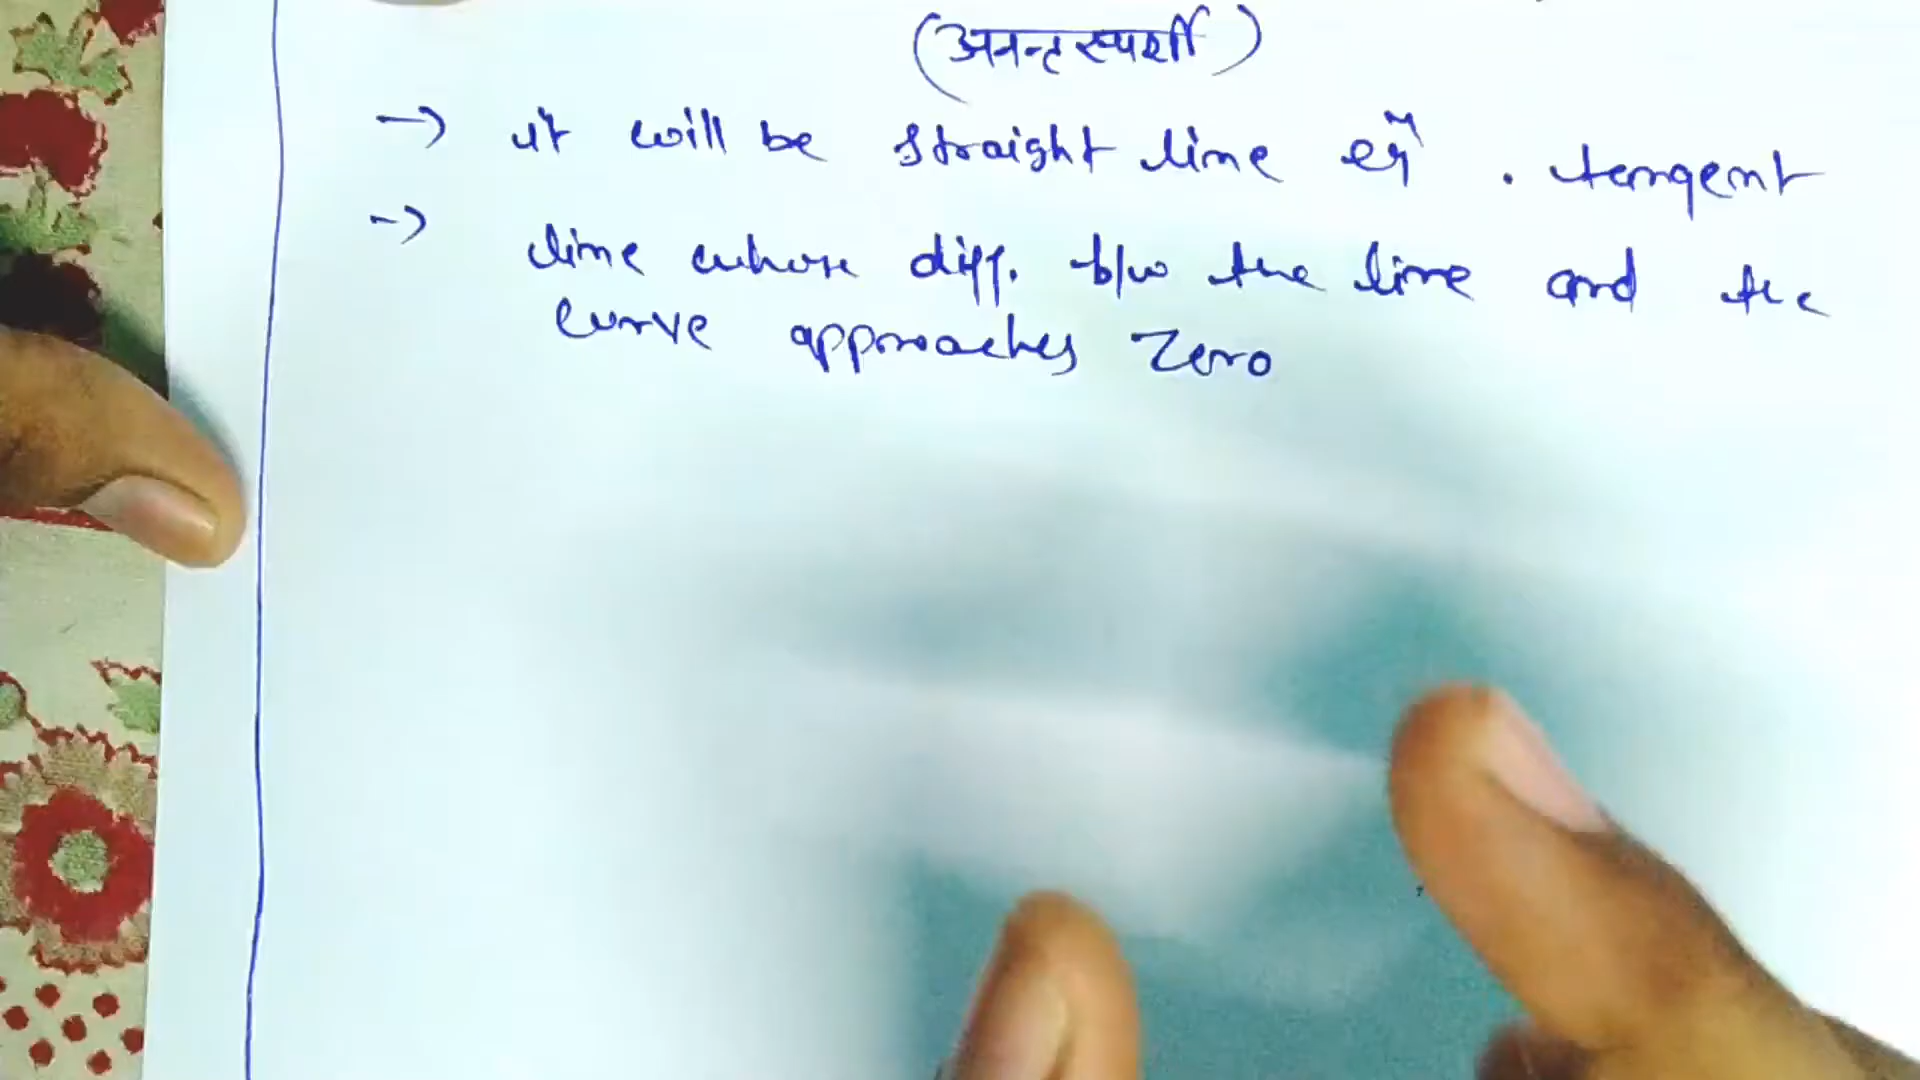 (अनन्तस्पर्शी)
→ it will be straight line eqⁿ . tangent
→ line whose diff. b/w the line and the
curve approaches zero